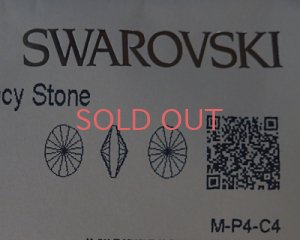 SWAROVSKI
cy Stone
SOLD OUT
M-P4-C4